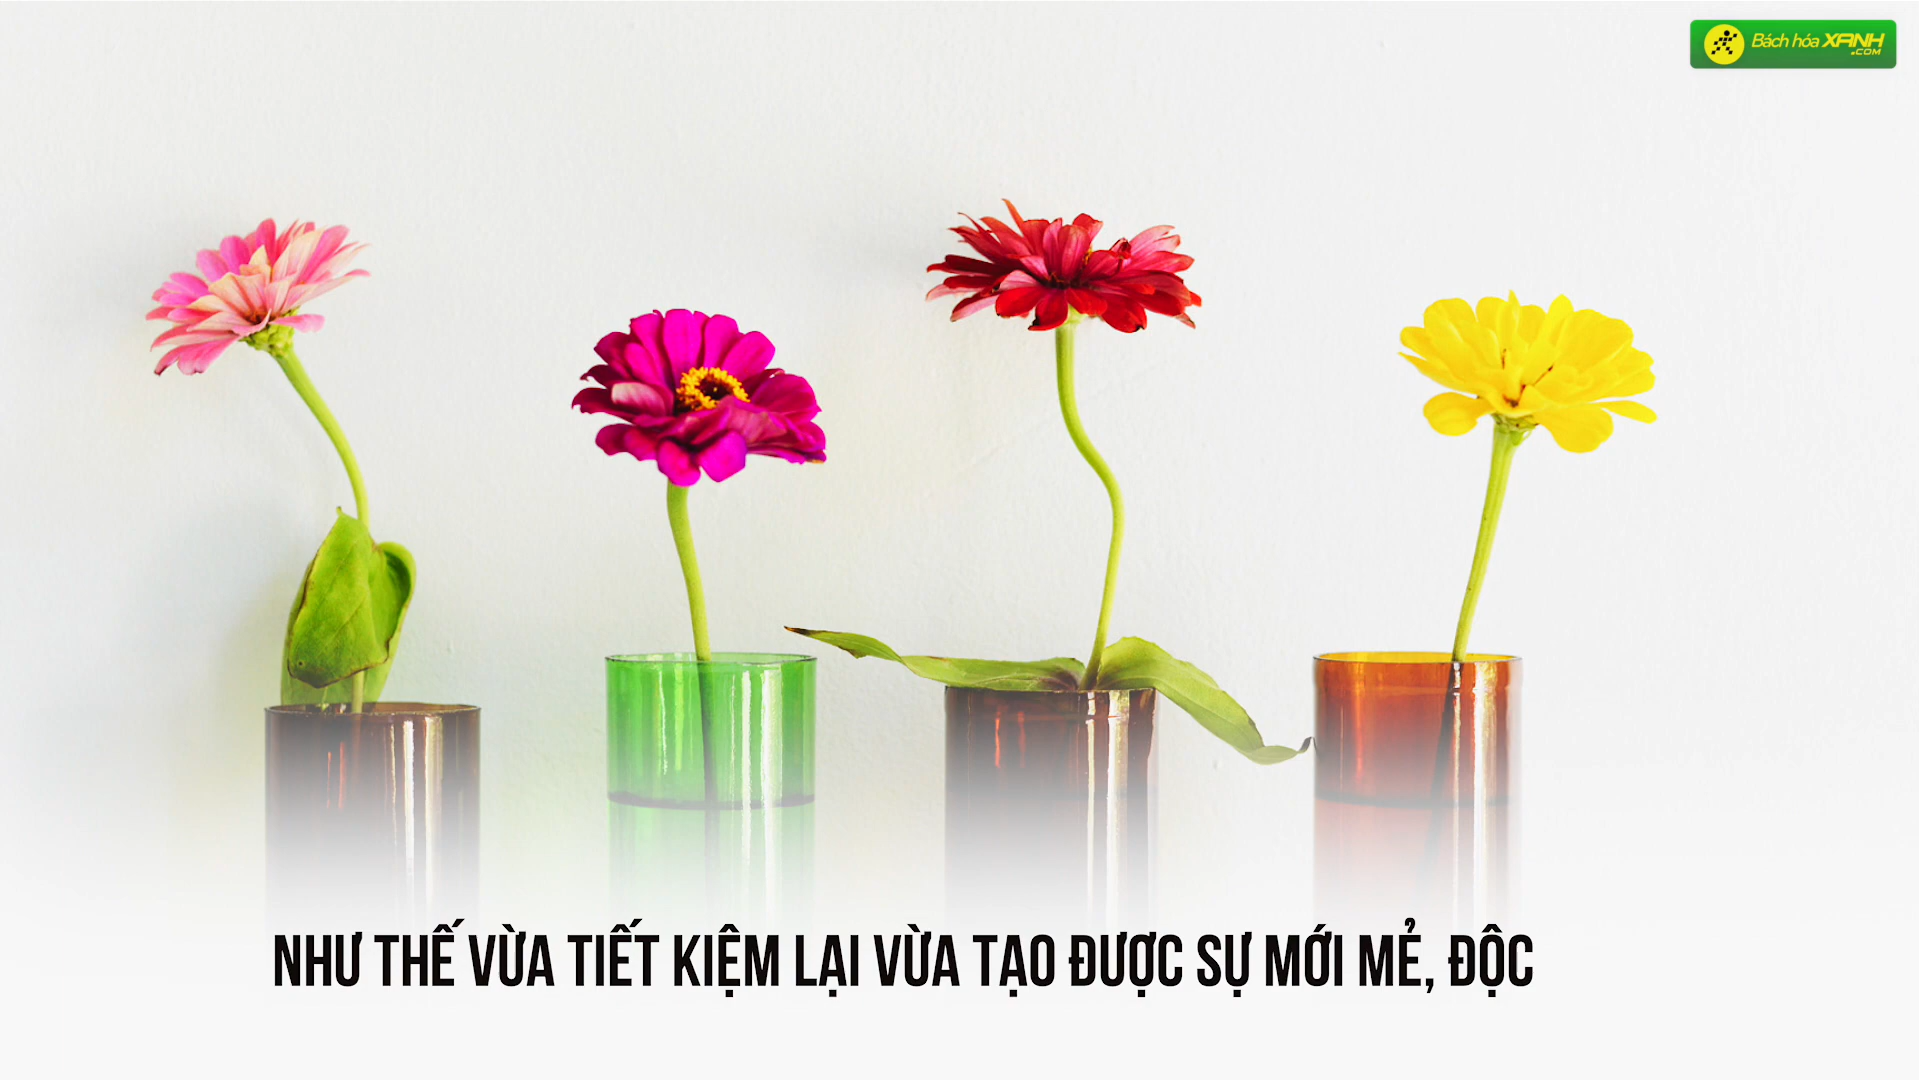 Bách hóa XANH
.COM
NHƯ THẾ VỪA TIẾT KIỆM LẠI VỪA TẠO ĐƯỢC SỰ MỚI MẺ, ĐỘC